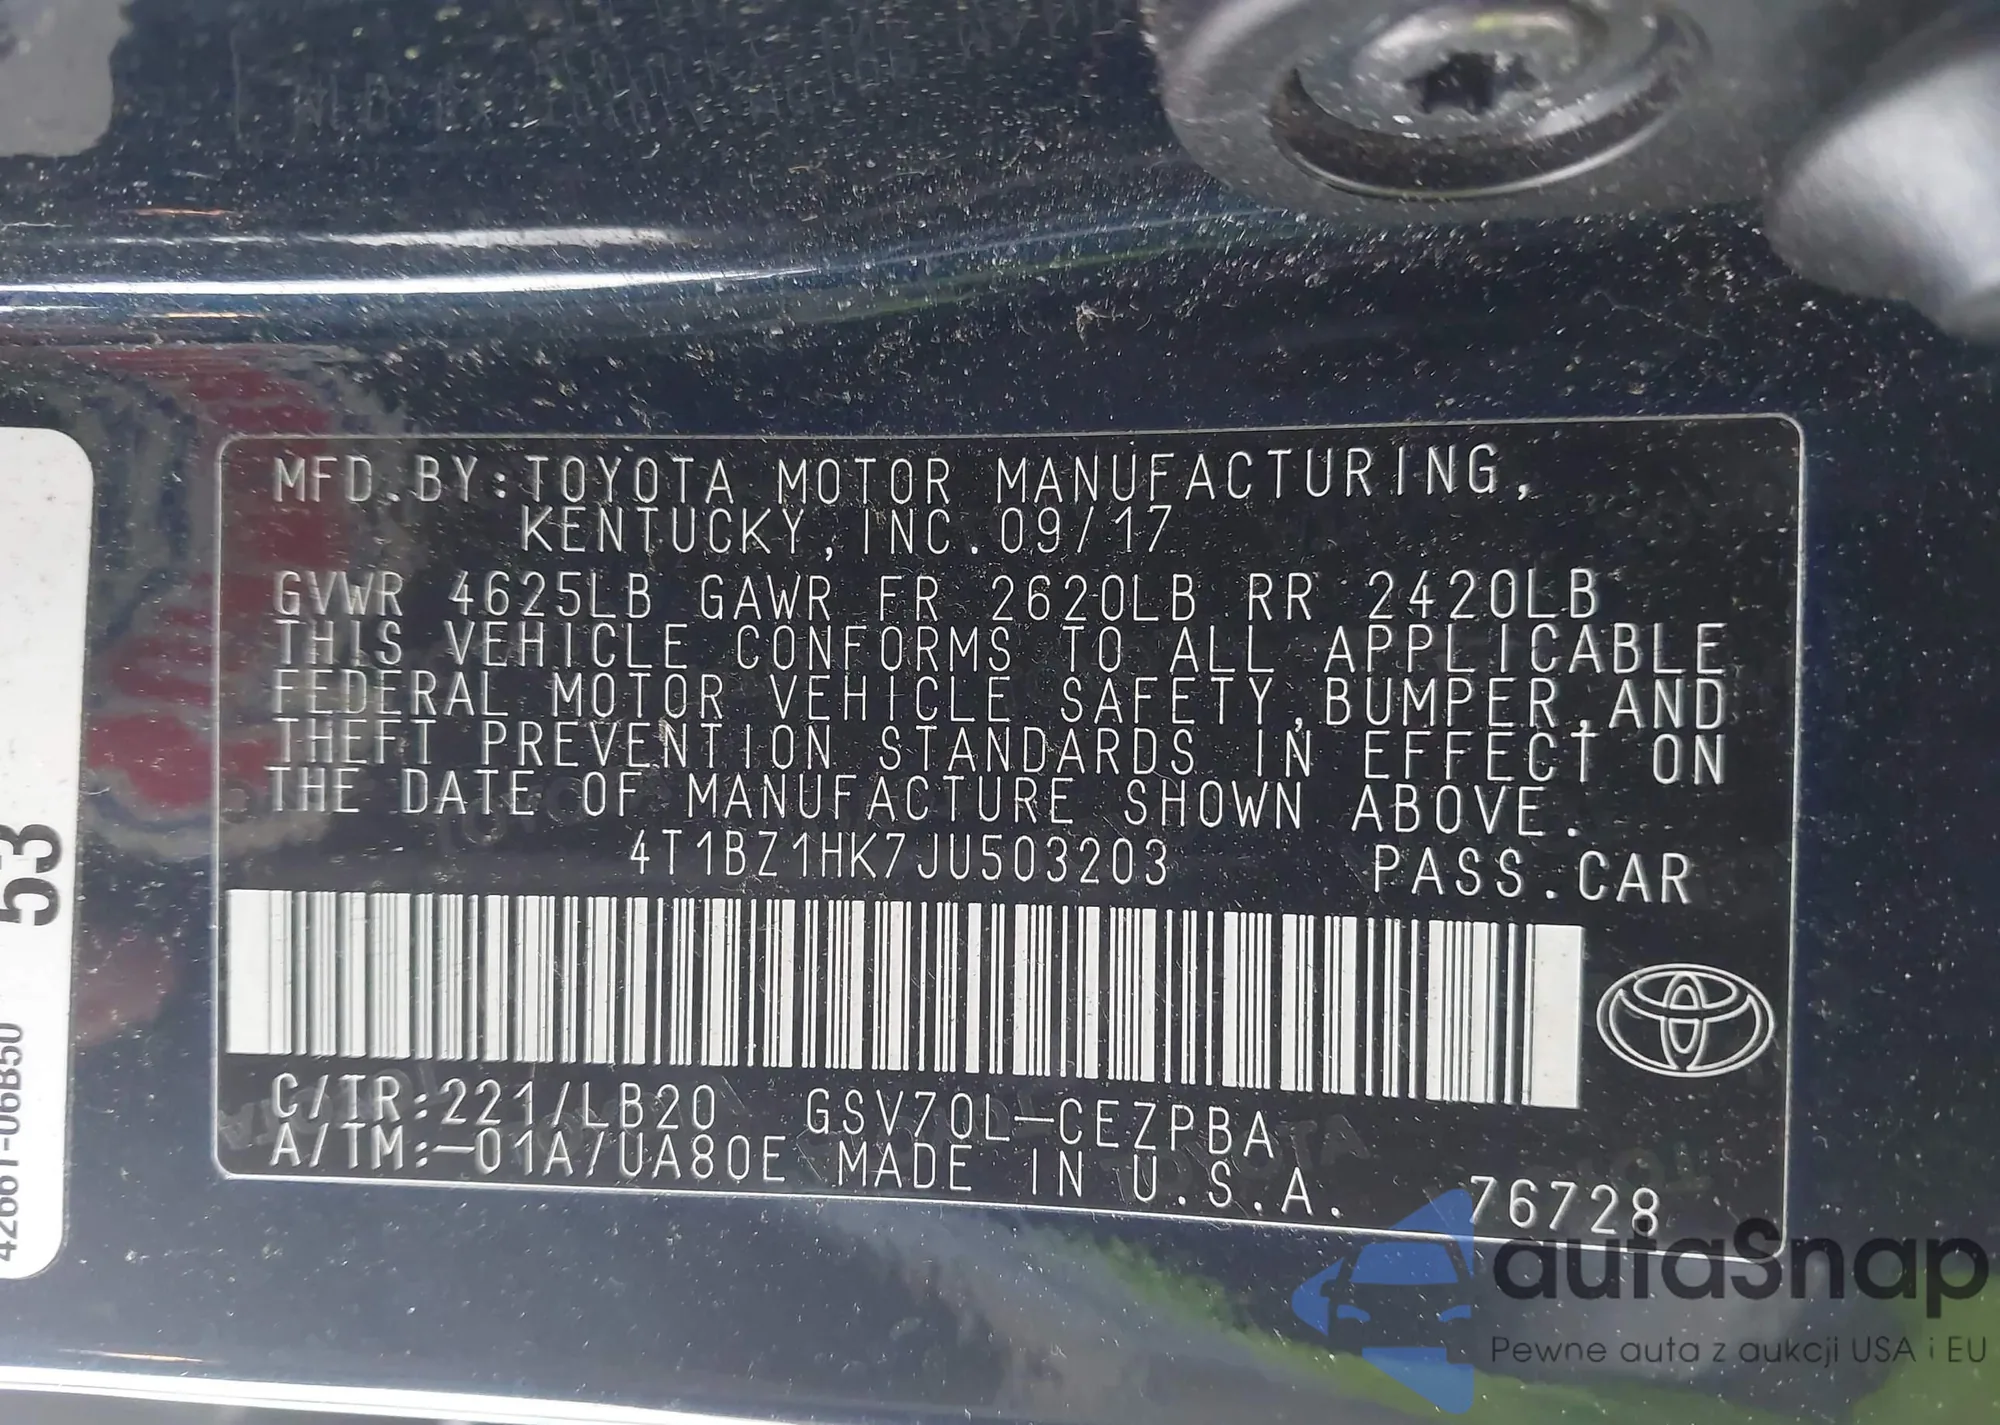 MFD.BY:TOYOTA MOTOR MANUFACTURING,
KENTUCKY,INC.09/17
GVWR 4625LB GAWR FR 2620LB RR 2420LB
THIS VEHICLE CONFORMS TO ALL APPLICABLE
FEDERAL MOTOR VEHICLE SAFETY,BUMPER,AND
THEFT PREVENTION STANDARDS IN EFFECT ON
THE DATE OF MANUFACTURE SHOWN ABOVE.
4T1BZ1HK7JU503203 PASS.CAR
C/TR:221/LB20 GSV70L-CEZPBA
A/TM:-01A/UA80E MADE IN U.S.A. 76728
53
42661-06B50
autaSnap
Pewne auta z aukcji USA i EU